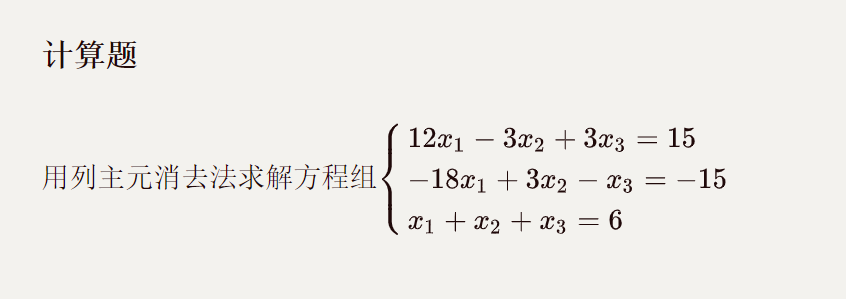 计算题
用列主元消去法求解方程组
12x₁ − 3x₂ + 3x₃ = 15
−18x₁ + 3x₂ − x₃ = −15
x₁ + x₂ + x₃ = 6